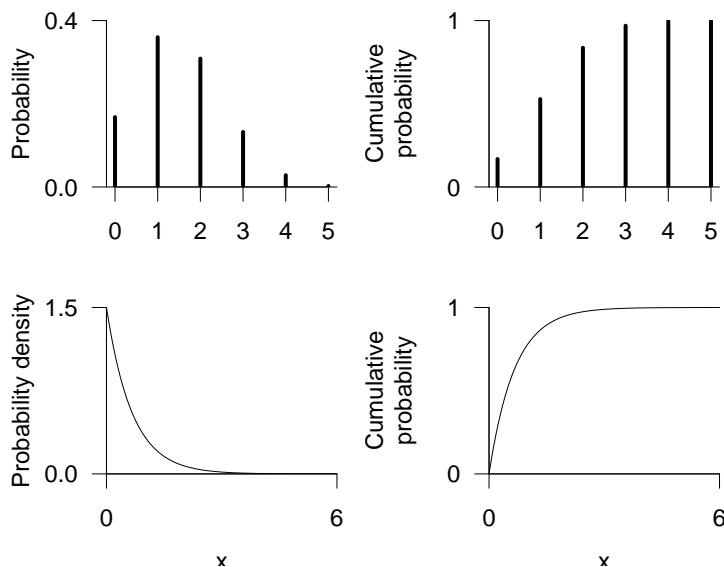 0.4
Probability
0.0
0 1 2 3 4 5
1
Cumulative
probability
0
0 1 2 3 4 5
1.5
Probability density
0.0
0 6
x
1
Cumulative
probability
0
0 6
x